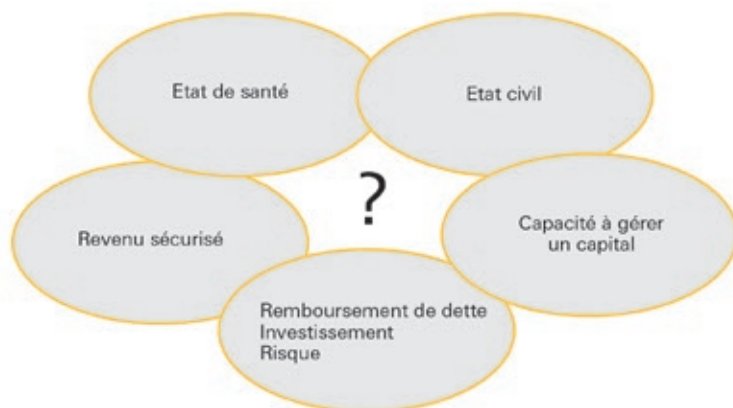 Etat de santé
Etat civil
?
Revenu sécurisé
Capacité à gérer
un capital
Remboursement de dette
Investissement
Risque